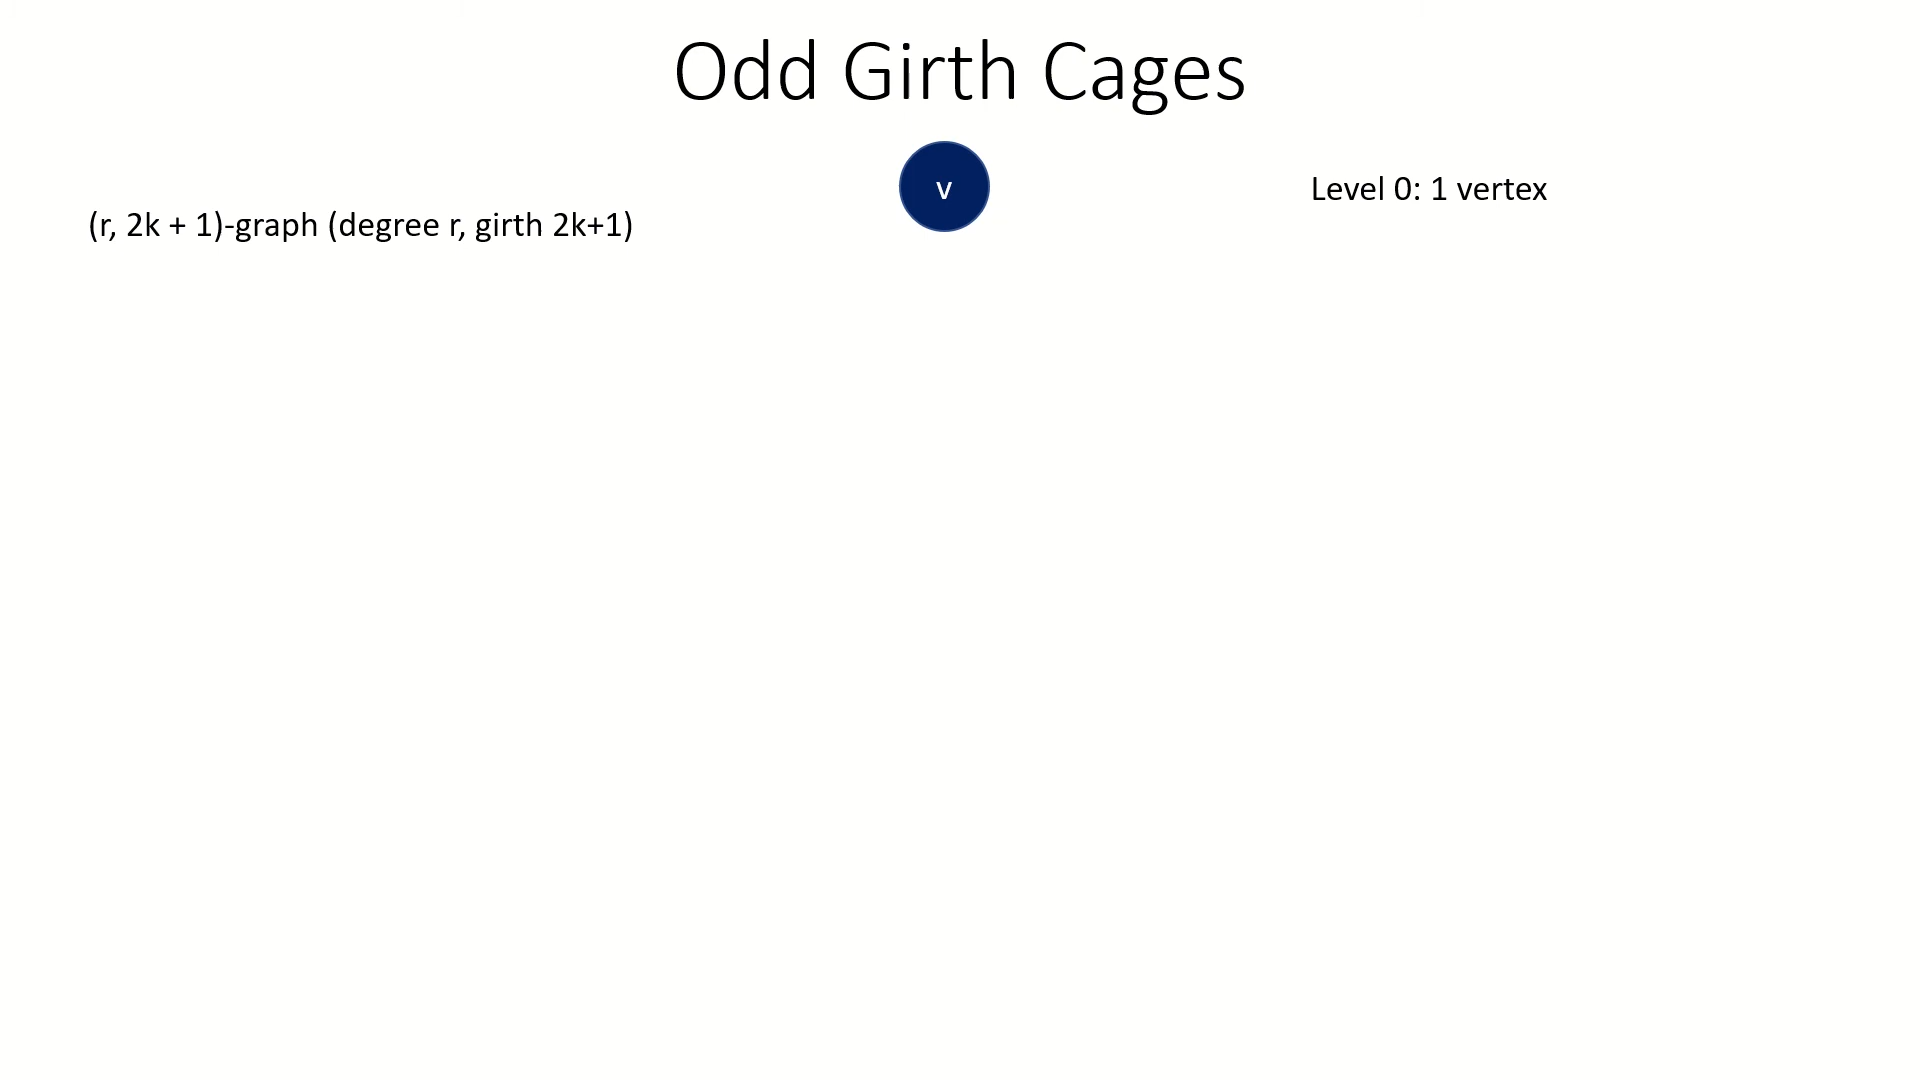 Odd Girth Cages
v
Level 0: 1 vertex
(r, 2k + 1)-graph (degree r, girth 2k+1)